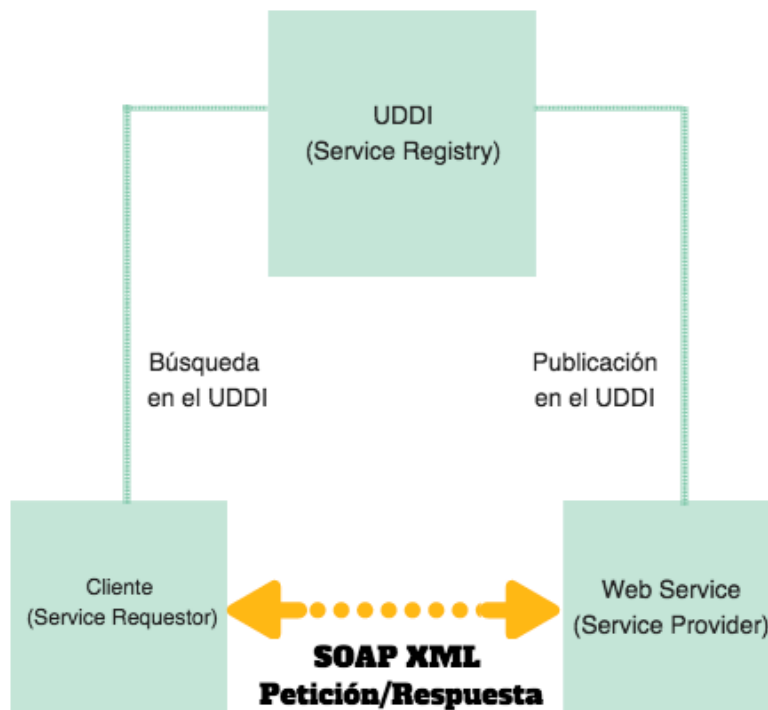 UDDI
(Service Registry)
Búsqueda
en el UDDI
Publicación
en el UDDI
Cliente
(Service Requestor)
Web Service
(Service Provider)
SOAP XML
Petición/Respuesta